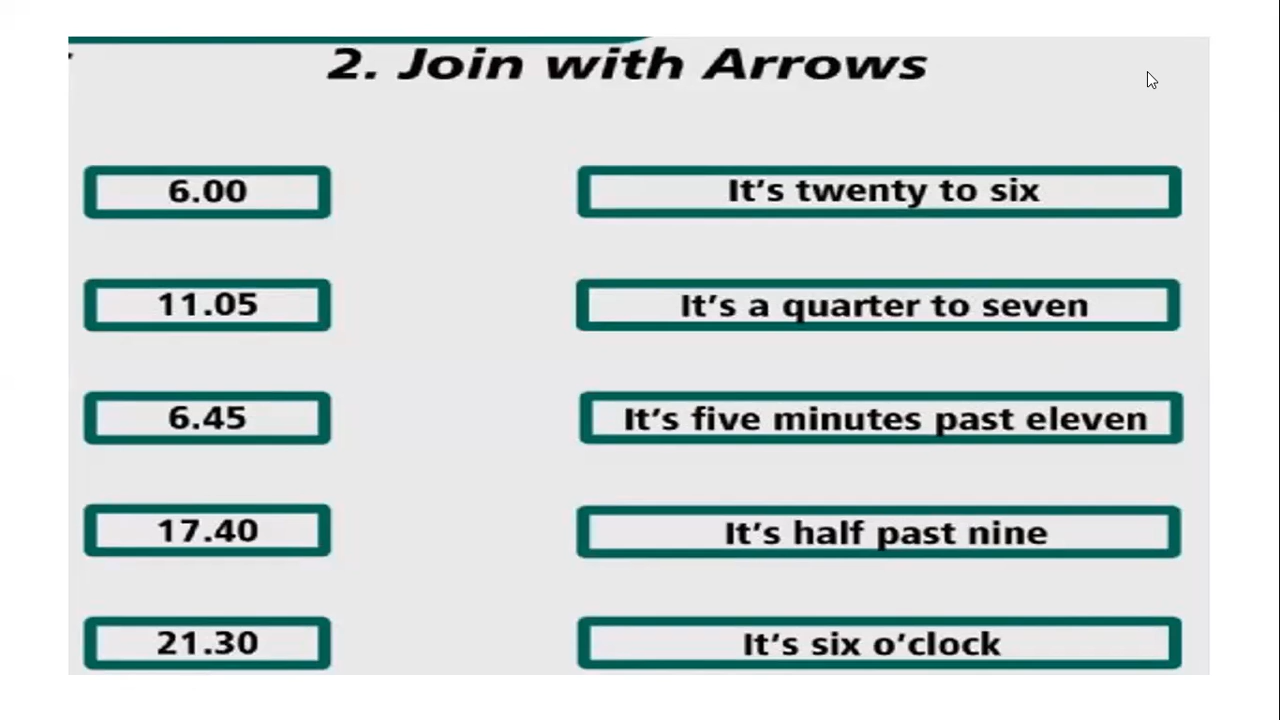 2. Join with Arrows
6.00 It's twenty to six
11.05 It's a quarter to seven
6.45 It's five minutes past eleven
17.40 It's half past nine
21.30 It's six o'clock